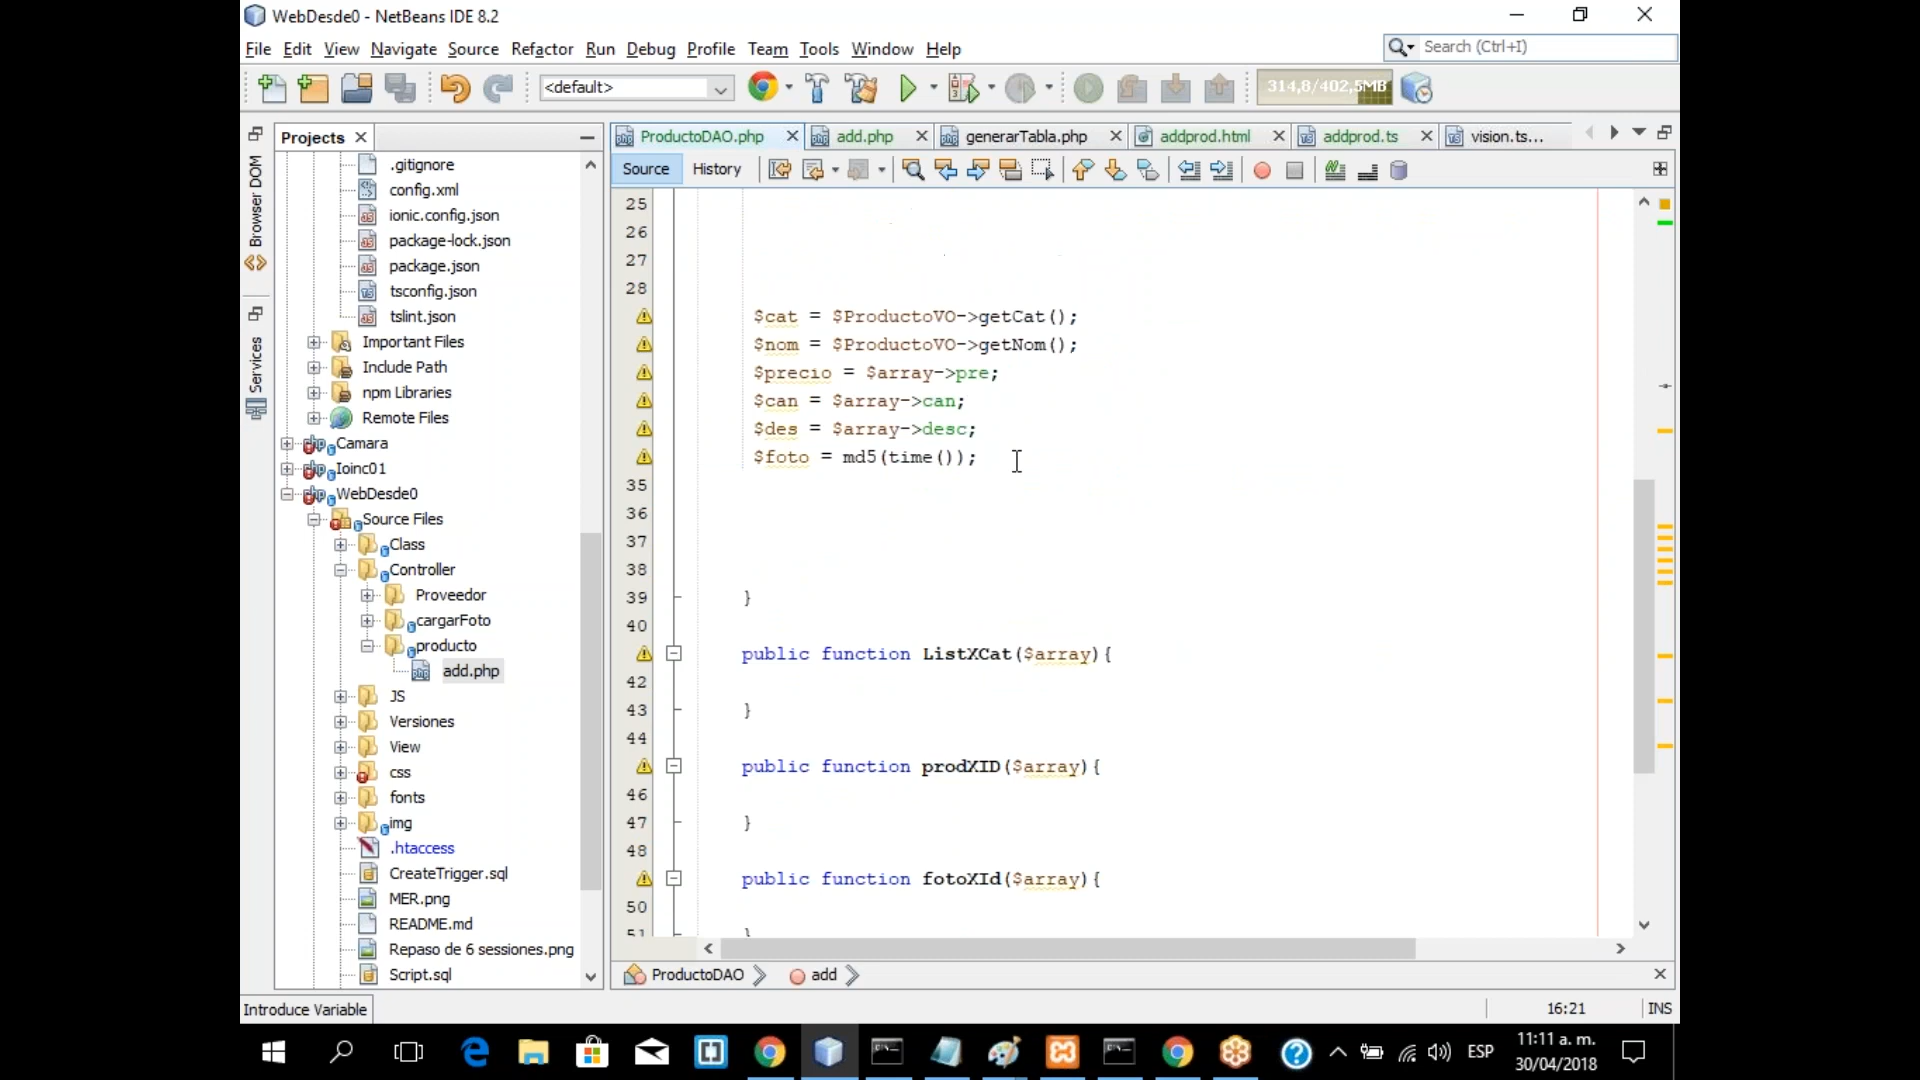 WebDesde0 - NetBeans IDE 8.2
File Edit View Navigate Source Refactor Run Debug Profile Team Tools Window Help
Search (Ctrl+I)
<default>
314,8/402,5MB
Projects
ProductoDAO.php
add.php
generarTabla.php
addprod.html
addprod.ts
vision.ts...
Source
History
Browser DOM
Services
.gitignore
config.xml
ionic.config.json
package-lock.json
package.json
tsconfig.json
tslint.json
Important Files
Include Path
npm Libraries
Remote Files
Camara
Ioinc01
WebDesde0
Source Files
Class
Controller
Proveedor
cargarFoto
producto
add.php
JS
Versiones
View
css
fonts
img
.htaccess
CreateTrigger.sql
MER.png
README.md
Repaso de 6 sessiones.png
Script.sql
25
26
27
28
$cat = $ProductoVO->getCat();
$nom = $ProductoVO->getNom();
$precio = $array->pre;
$can = $array->can;
$des = $array->desc;
$foto = md5(time());
35
36
37
38
39 }
40
public function ListXCat($array){
42
43 }
44
public function prodXID($array){
46
47 }
48
public function fotoXId($array){
50
51 }
ProductoDAO
add
Introduce Variable
16:21
INS
ESP
11:11 a. m.
30/04/2018